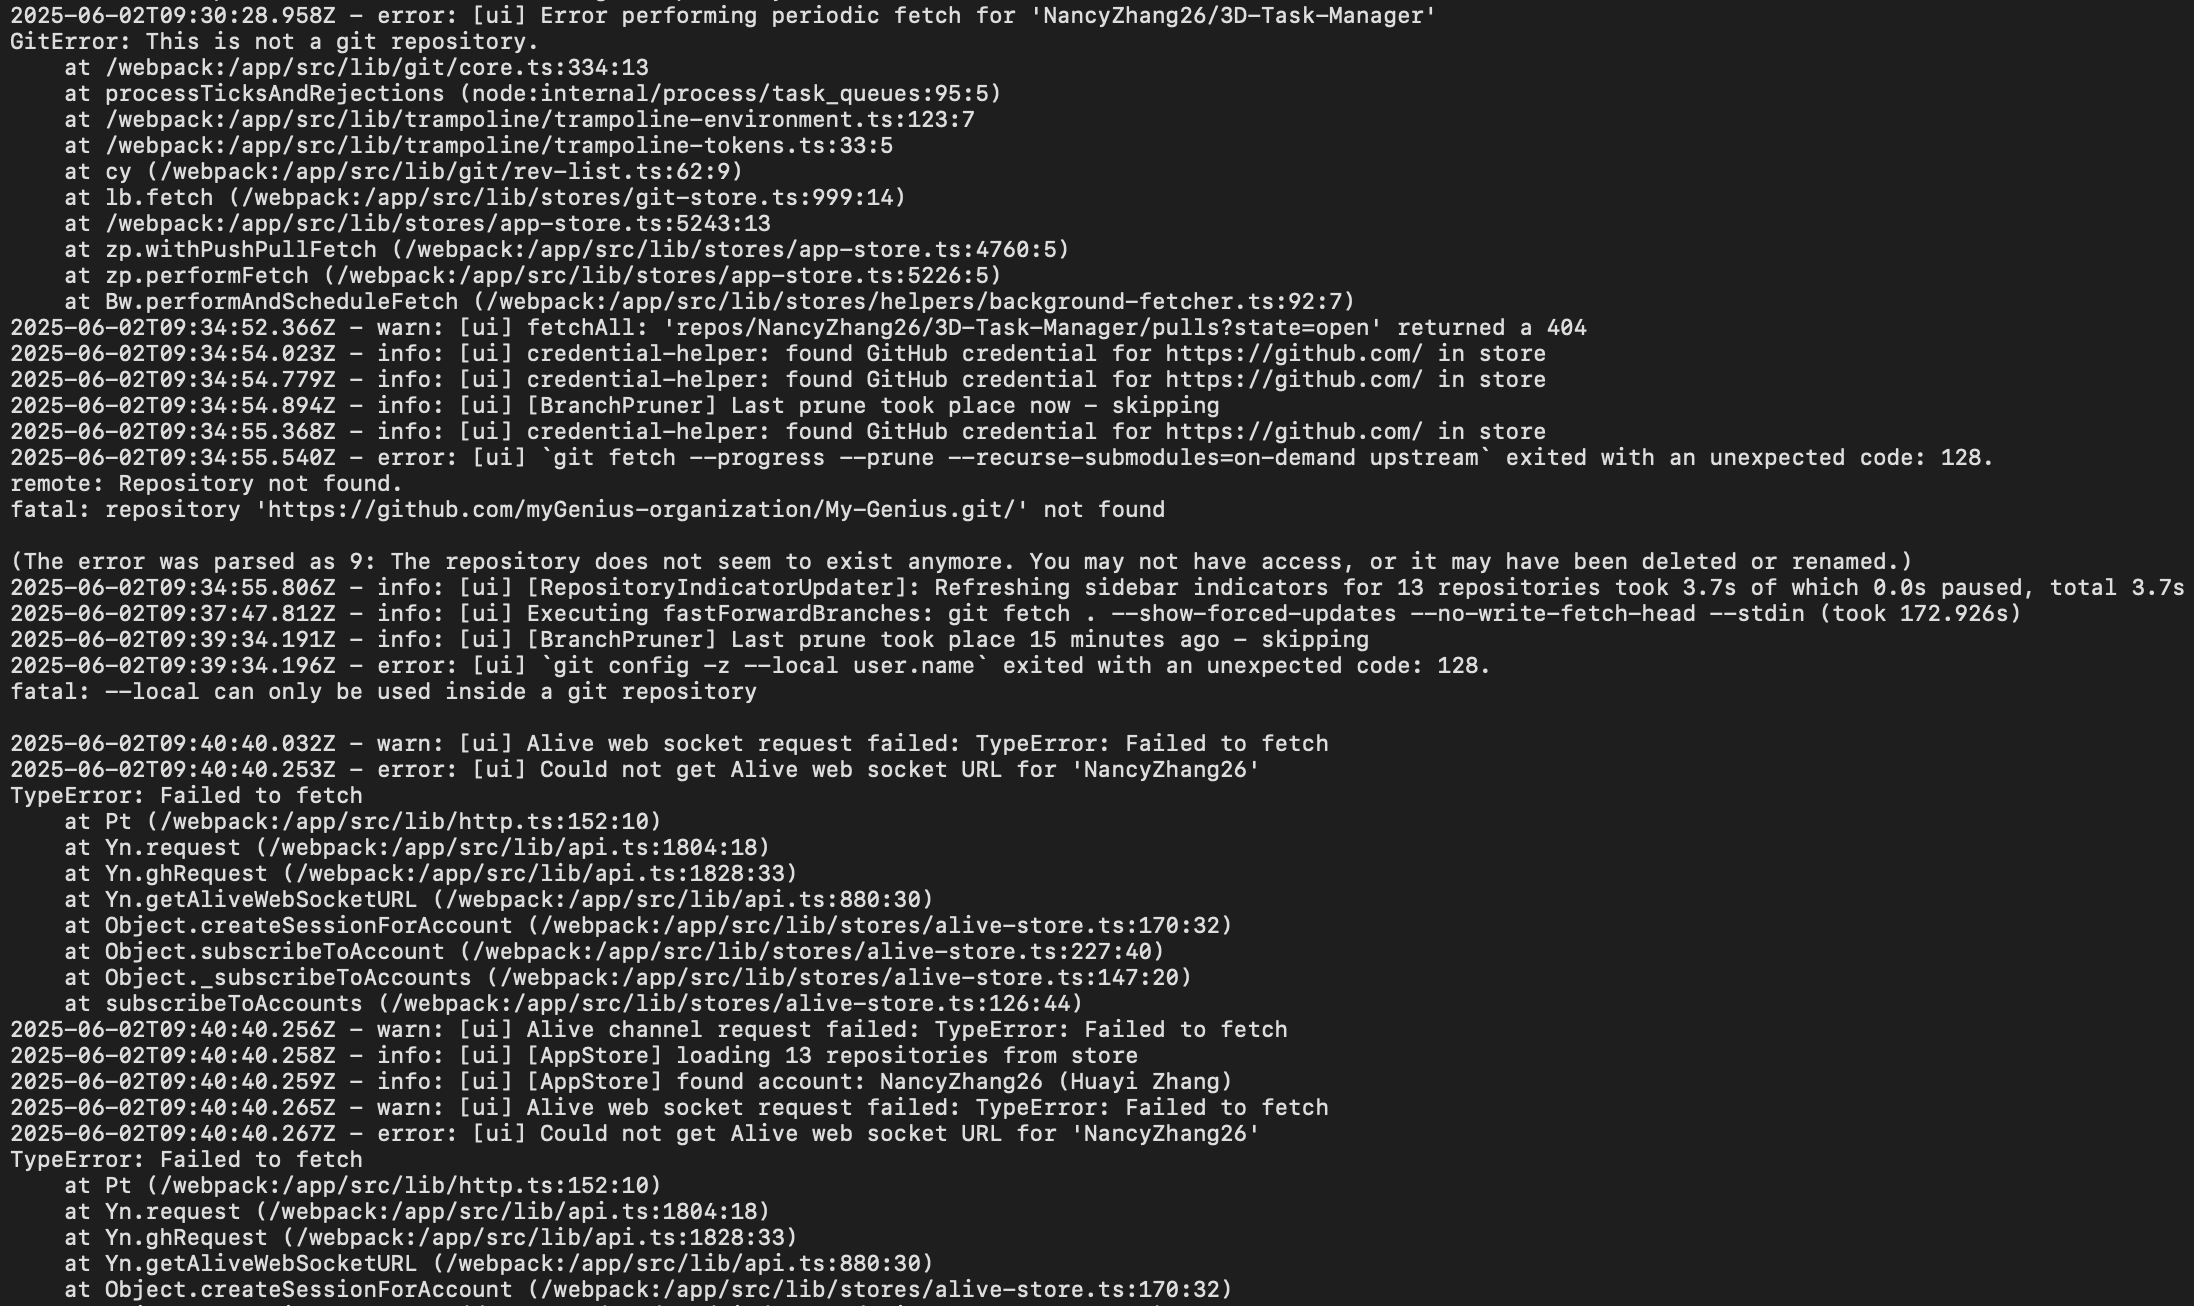 2025-06-02T09:30:28.958Z - error: [ui] Error performing periodic fetch for 'NancyZhang26/3D-Task-Manager'
GitError: This is not a git repository.
    at /webpack:/app/src/lib/git/core.ts:334:13
    at processTicksAndRejections (node:internal/process/task_queues:95:5)
    at /webpack:/app/src/lib/trampoline/trampoline-environment.ts:123:7
    at /webpack:/app/src/lib/trampoline/trampoline-tokens.ts:33:5
    at cy (/webpack:/app/src/lib/git/rev-list.ts:62:9)
    at lb.fetch (/webpack:/app/src/lib/stores/git-store.ts:999:14)
    at /webpack:/app/src/lib/stores/app-store.ts:5243:13
    at zp.withPushPullFetch (/webpack:/app/src/lib/stores/app-store.ts:4760:5)
    at zp.performFetch (/webpack:/app/src/lib/stores/app-store.ts:5226:5)
    at Bw.performAndScheduleFetch (/webpack:/app/src/lib/stores/helpers/background-fetcher.ts:92:7)
2025-06-02T09:34:52.366Z - warn: [ui] fetchAll: 'repos/NancyZhang26/3D-Task-Manager/pulls?state=open' returned a 404
2025-06-02T09:34:54.023Z - info: [ui] credential-helper: found GitHub credential for https://github.com/ in store
2025-06-02T09:34:54.779Z - info: [ui] credential-helper: found GitHub credential for https://github.com/ in store
2025-06-02T09:34:54.894Z - info: [ui] [BranchPruner] Last prune took place now - skipping
2025-06-02T09:34:55.368Z - info: [ui] credential-helper: found GitHub credential for https://github.com/ in store
2025-06-02T09:34:55.540Z - error: [ui] `git fetch --progress --prune --recurse-submodules=on-demand upstream` exited with an unexpected code: 128.
remote: Repository not found.
fatal: repository 'https://github.com/myGenius-organization/My-Genius.git/' not found

(The error was parsed as 9: The repository does not seem to exist anymore. You may not have access, or it may have been deleted or renamed.)
2025-06-02T09:34:55.806Z - info: [ui] [RepositoryIndicatorUpdater]: Refreshing sidebar indicators for 13 repositories took 3.7s of which 0.0s paused, total 3.7s
2025-06-02T09:37:47.812Z - info: [ui] Executing fastForwardBranches: git fetch . --show-forced-updates --no-write-fetch-head --stdin (took 172.926s)
2025-06-02T09:39:34.191Z - info: [ui] [BranchPruner] Last prune took place 15 minutes ago - skipping
2025-06-02T09:39:34.196Z - error: [ui] `git config -z --local user.name` exited with an unexpected code: 128.
fatal: --local can only be used inside a git repository

2025-06-02T09:40:40.032Z - warn: [ui] Alive web socket request failed: TypeError: Failed to fetch
2025-06-02T09:40:40.253Z - error: [ui] Could not get Alive web socket URL for 'NancyZhang26'
TypeError: Failed to fetch
    at Pt (/webpack:/app/src/lib/http.ts:152:10)
    at Yn.request (/webpack:/app/src/lib/api.ts:1804:18)
    at Yn.ghRequest (/webpack:/app/src/lib/api.ts:1828:33)
    at Yn.getAliveWebSocketURL (/webpack:/app/src/lib/api.ts:880:30)
    at Object.createSessionForAccount (/webpack:/app/src/lib/stores/alive-store.ts:170:32)
    at Object.subscribeToAccount (/webpack:/app/src/lib/stores/alive-store.ts:227:40)
    at Object._subscribeToAccounts (/webpack:/app/src/lib/stores/alive-store.ts:147:20)
    at subscribeToAccounts (/webpack:/app/src/lib/stores/alive-store.ts:126:44)
2025-06-02T09:40:40.256Z - warn: [ui] Alive channel request failed: TypeError: Failed to fetch
2025-06-02T09:40:40.258Z - info: [ui] [AppStore] loading 13 repositories from store
2025-06-02T09:40:40.259Z - info: [ui] [AppStore] found account: NancyZhang26 (Huayi Zhang)
2025-06-02T09:40:40.265Z - warn: [ui] Alive web socket request failed: TypeError: Failed to fetch
2025-06-02T09:40:40.267Z - error: [ui] Could not get Alive web socket URL for 'NancyZhang26'
TypeError: Failed to fetch
    at Pt (/webpack:/app/src/lib/http.ts:152:10)
    at Yn.request (/webpack:/app/src/lib/api.ts:1804:18)
    at Yn.ghRequest (/webpack:/app/src/lib/api.ts:1828:33)
    at Yn.getAliveWebSocketURL (/webpack:/app/src/lib/api.ts:880:30)
    at Object.createSessionForAccount (/webpack:/app/src/lib/stores/alive-store.ts:170:32)